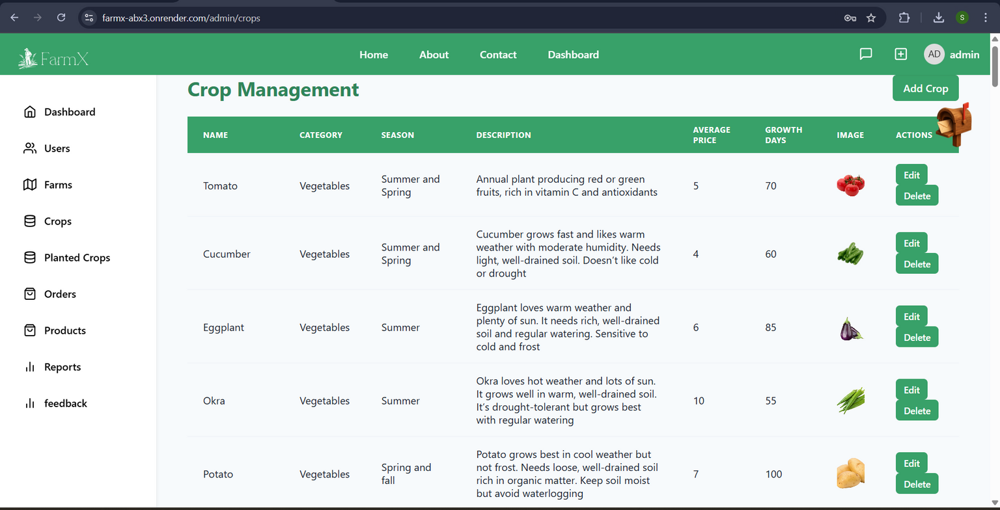 farmx-abx3.onrender.com/admin/crops
S
FarmX
Home
About
Contact
Dashboard
AD
admin
Dashboard
Users
Farms
Crops
Planted Crops
Orders
Products
Reports
feedback
Crop Management
Add Crop
NAME
CATEGORY
SEASON
DESCRIPTION
AVERAGE
PRICE
GROWTH
DAYS
IMAGE
ACTIONS
Tomato
Vegetables
Summer and
Spring
Annual plant producing red or green
fruits, rich in vitamin C and antioxidants
5
70
Edit
Delete
Cucumber
Vegetables
Summer and
Spring
Cucumber grows fast and likes warm
weather with moderate humidity. Needs
light, well-drained soil. Doesn’t like cold
or drought
4
60
Edit
Delete
Eggplant
Vegetables
Summer
Eggplant loves warm weather and
plenty of sun. It needs rich, well-drained
soil and regular watering. Sensitive to
cold and frost
6
85
Edit
Delete
Okra
Vegetables
Summer
Okra loves hot weather and lots of sun.
It grows well in warm, well-drained soil.
It’s drought-tolerant but grows best
with regular watering
10
55
Edit
Delete
Potato
Vegetables
Spring and
fall
Potato grows best in cool weather but
not frost. Needs loose, well-drained soil
rich in organic matter. Keep soil moist
but avoid waterlogging
7
100
Edit
Delete